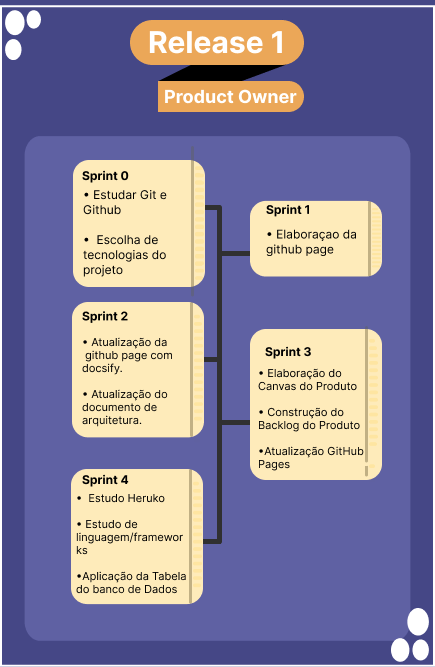 Release 1
Product Owner
Sprint 0
• Estudar Git e
Github
• Escolha de
tecnologias do
projeto
Sprint 1
• Elaboraçao da
github page
Sprint 2
• Atualização da
github page com
docsify.
• Atualização do
documento de
arquitetura.
Sprint 3
• Elaboração do
Canvas do Produto
• Construção do
Backlog do Produto
•Atualização GitHub
Pages
Sprint 4
• Estudo Heruko
• Estudo de
linguagem/framewor
ks
•Aplicação da Tabela
do banco de Dados